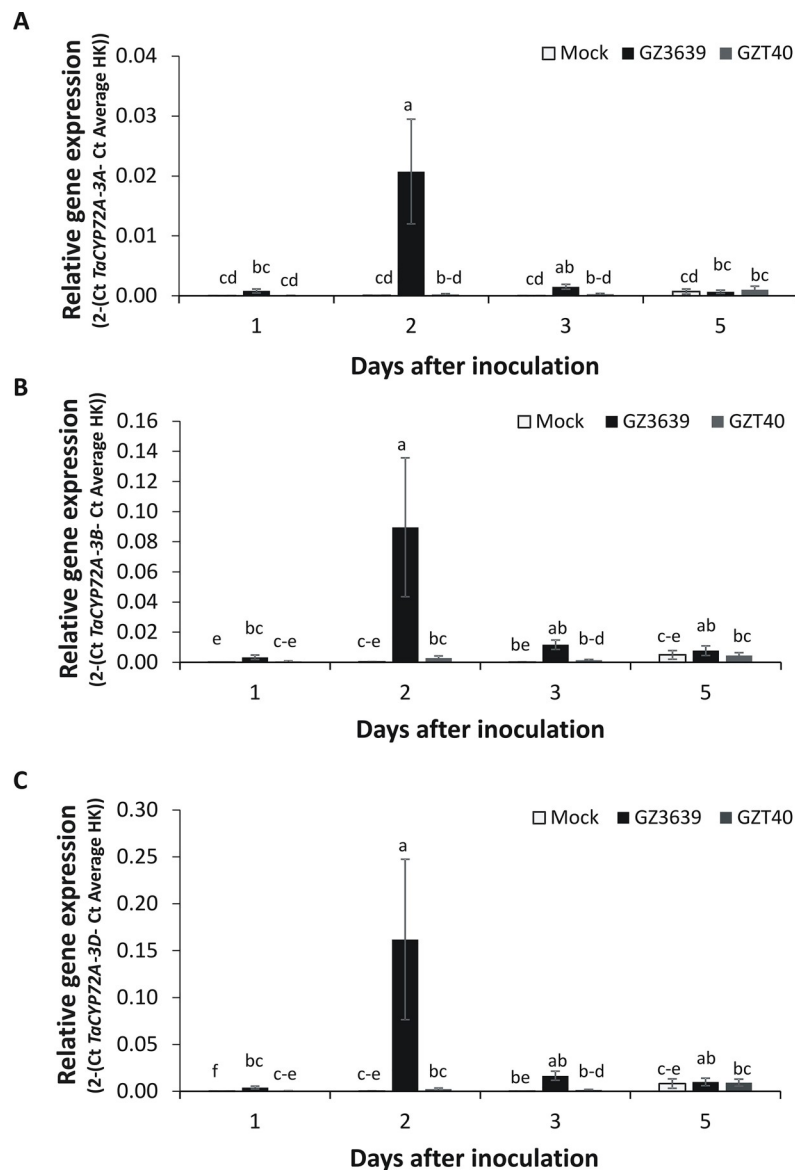 A
Relative gene expression
(2-(Ct TaCYP72A-3A- Ct Average HK))
Mock GZ3639 GZT40
0.04
0.03
0.02
0.01
0.00
cd bc cd cd a b-d cd ab b-d cd bc bc
1 2 3 5
Days after inoculation
B
Relative gene expression
(2-(Ct TaCYP72A-3B- Ct Average HK))
Mock GZ3639 GZT40
0.16
0.14
0.12
0.10
0.08
0.06
0.04
0.02
0.00
e bc c-e c-e a bc be ab b-d c-e ab bc
1 2 3 5
Days after inoculation
C
Relative gene expression
(2-(Ct TaCYP72A-3D- Ct Average HK))
Mock GZ3639 GZT40
0.30
0.25
0.20
0.15
0.10
0.05
0.00
f bc c-e c-e a bc be ab b-d c-e ab bc
1 2 3 5
Days after inoculation